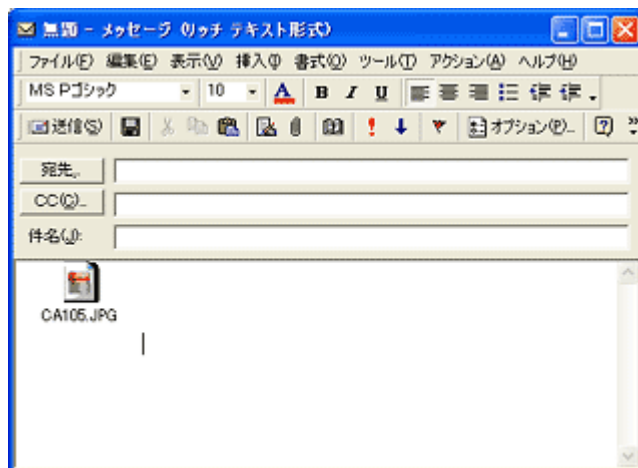 無題 - メッセージ (リッチ テキスト形式)
ファイル(F) 編集(E) 表示(V) 挿入(I) 書式(O) ツール(T) アクション(A) ヘルプ(H)
MS Pゴシック 10 A B I U
送信(S) オプション(P)...
宛先...
CC(C)...
件名(J):
CA105.JPG